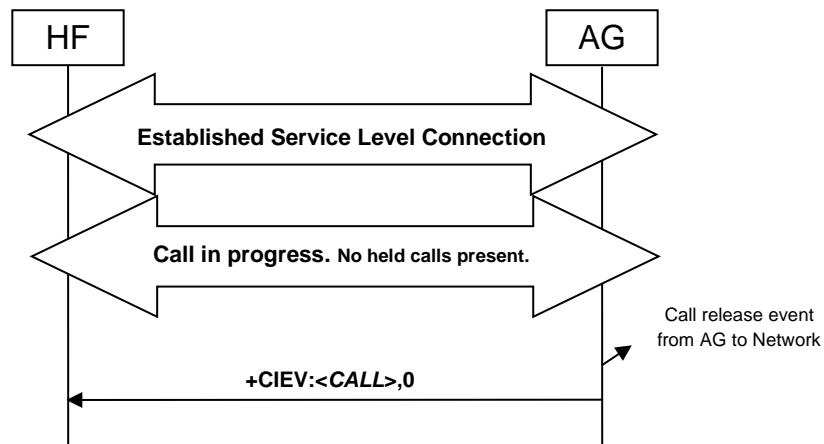 HF
AG
Established Service Level Connection
Call in progress. No held calls present.
Call release event
from AG to Network
+CIEV:<CALL>,0